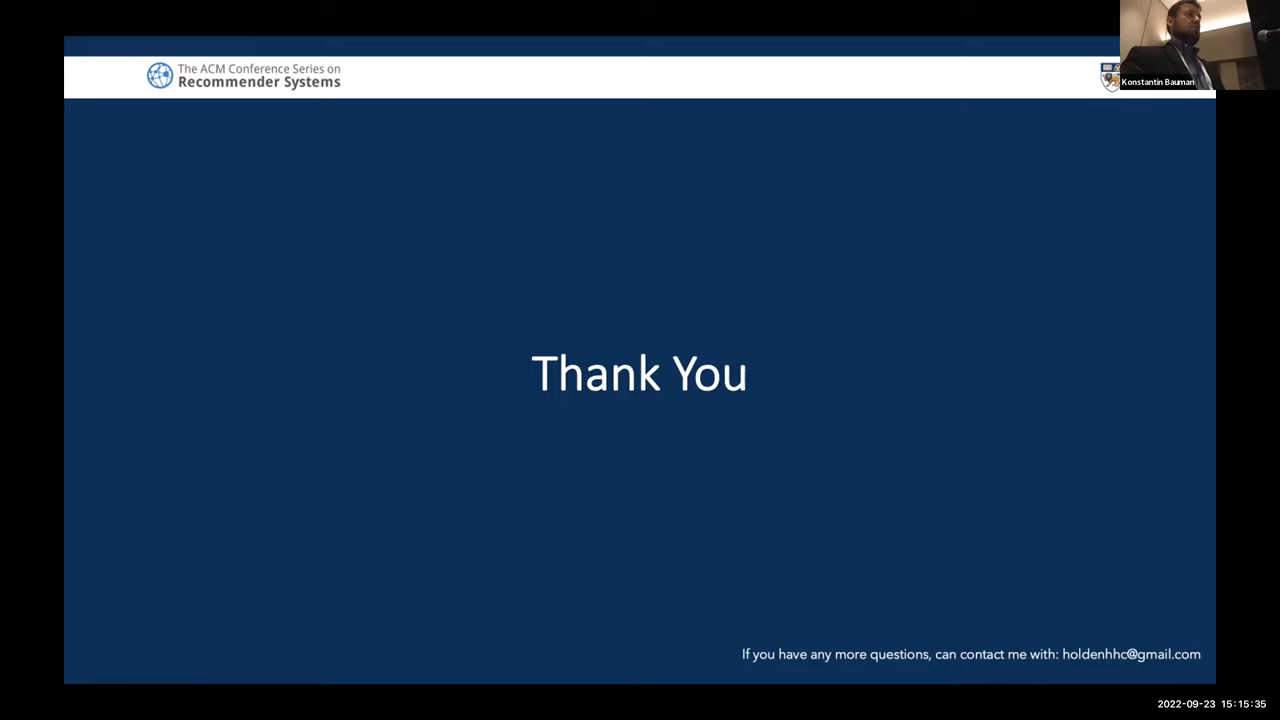 The ACM Conference Series on
Recommender Systems
Konstantin Bauman
Thank You
If you have any more questions, can contact me with: holdenhhc@gmail.com
2022-09-23 15:15:35